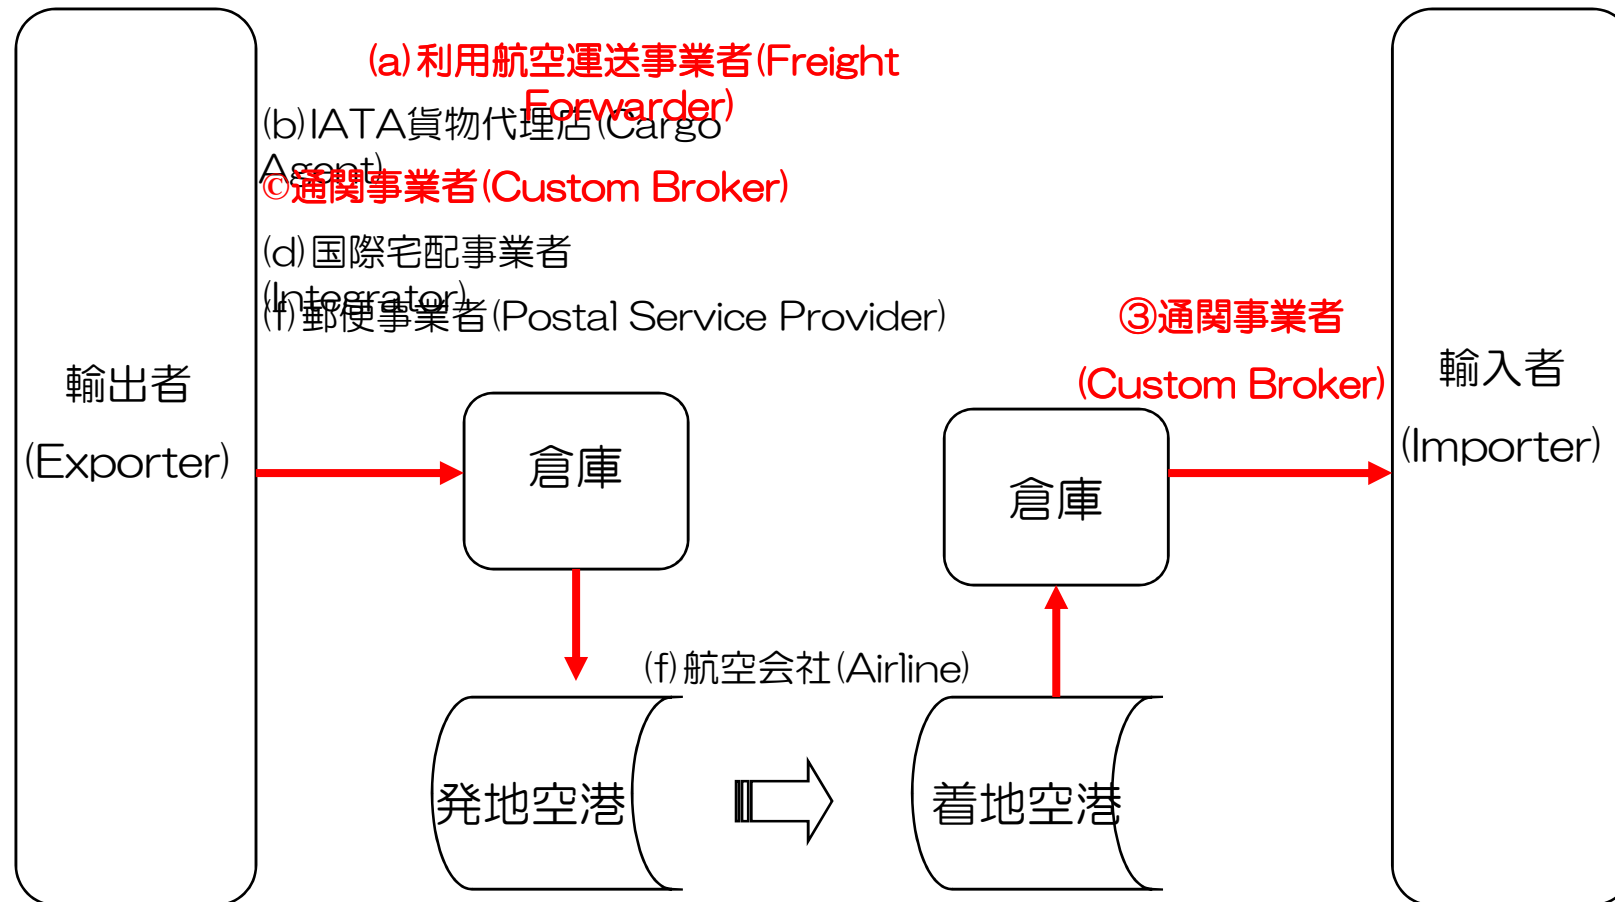 (a)利用航空運送事業者(Freight
Forwarder)
(b)IATA貨物代理店(Cargo
Agent)
©通関事業者(Custom Broker)
(d)国際宅配事業者
(Integrator)
(f)郵便事業者(Postal Service Provider)
③通関事業者
(Custom Broker)
輸出者
(Exporter)
倉庫
倉庫
輸入者
(Importer)
(f)航空会社(Airline)
発地空港
着地空港